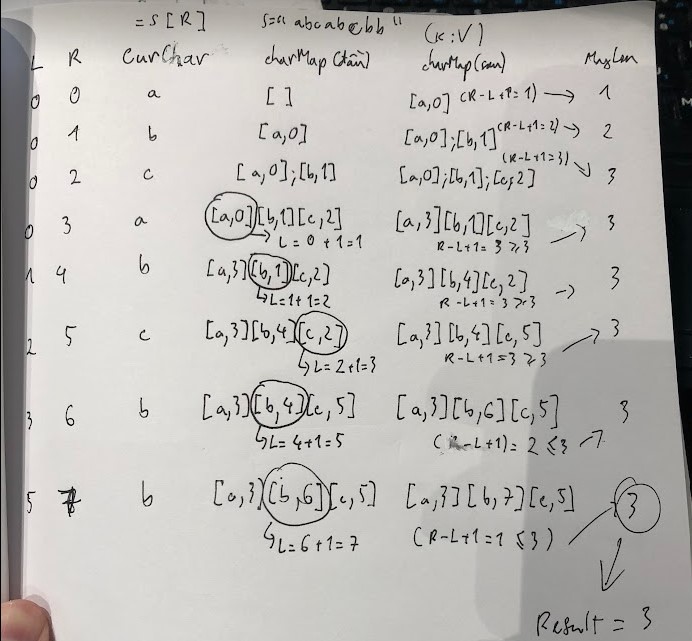 = S[R] S="abcabcbb" (K:V)
L R CurChar charMap (đầu) charMap (sau) MaxLen
0 0 a [ ] [a,0] (R-L+1=1) → 1
0 1 b [a,0] [a,0];[b,1] (R-L+1=2) → 2
0 2 c [a,0];[b,1] [a,0];[b,1];[c,2] (R-L+1=3) → 3
0 3 a [a,0][b,1][c,2] [a,3][b,1][c,2] 3
→ L = 0+1=1 R-L+1=3 ≥ 3 →
1 4 b [a,3][b,1][c,2] [a,3][b,4][c,2] 3
↳ L=1+1=2 R-L+1=3 ≥ 3 →
2 5 c [a,3][b,4][c,2] [a,3][b,4][c,5] 3
↳ L=2+1=3 R-L+1=3 ≥ 3 →
3 6 b [a,3][b,4][c,5] [a,3][b,6][c,5] 3
↳ L=4+1=5 (R-L+1)=2 ≤ 3 →
5 7 b [a,3][b,6][c,5] [a,3][b,7][c,5] 3
↳ L=6+1=7 (R-L+1=1 ≤ 3)
Result = 3